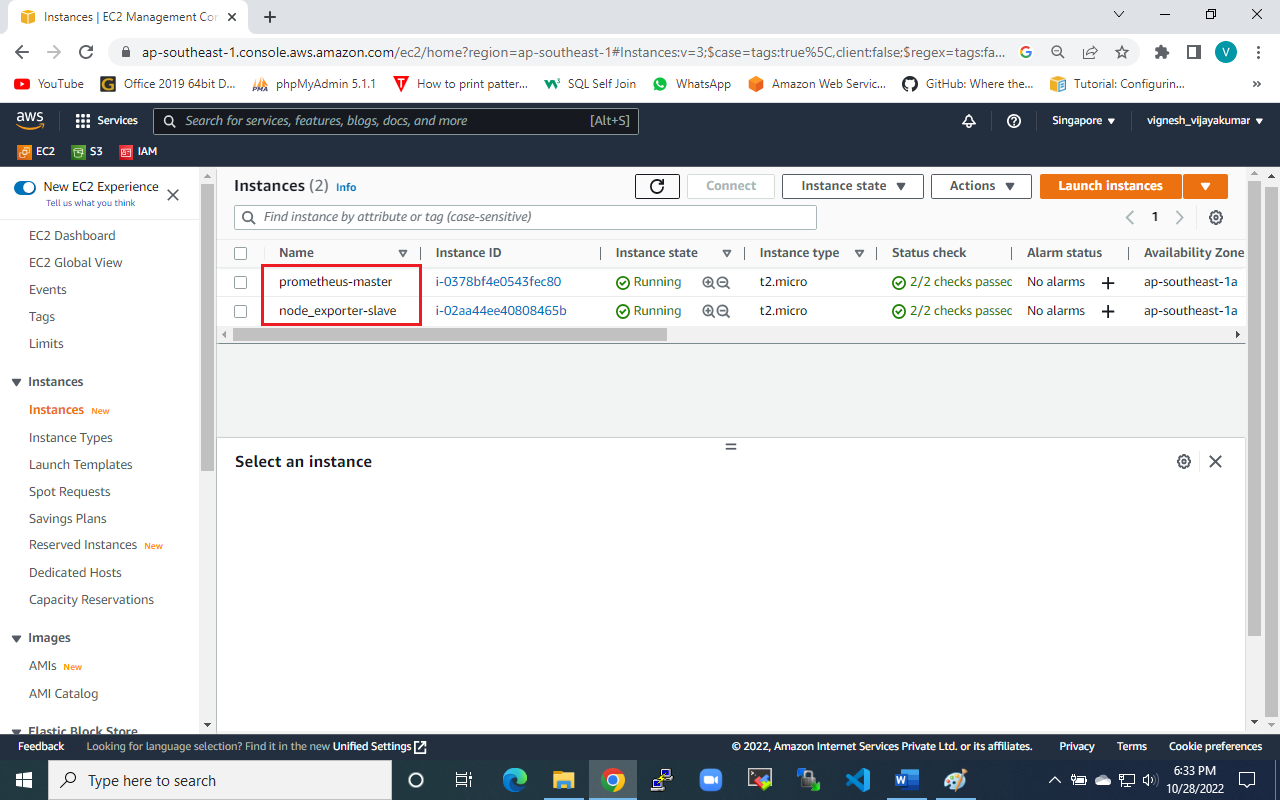 Instances | EC2 Management Con
ap-southeast-1.console.aws.amazon.com/ec2/home?region=ap-southeast-1#Instances:v=3;$case=tags:true%5C,client:false;$regex=tags:fa...
V
YouTube Office 2019 64bit D... phpMyAdmin 5.1.1 How to print patter... SQL Self Join WhatsApp Amazon Web Servic... GitHub: Where the... Tutorial: Configurin... »
aws Services Search for services, features, blogs, docs, and more [Alt+S] Singapore vignesh_vijayakumar
EC2 S3 IAM
New EC2 Experience
Tell us what you think
EC2 Dashboard
EC2 Global View
Events
Tags
Limits
Instances
Instances New
Instance Types
Launch Templates
Spot Requests
Savings Plans
Reserved Instances New
Dedicated Hosts
Capacity Reservations
Images
AMIs New
AMI Catalog
Elastic Block Store
Instances (2) Info Connect Instance state Actions Launch instances
Find instance by attribute or tag (case-sensitive) 1
Name Instance ID Instance state Instance type Status check Alarm status Availability Zone
prometheus-master i-0378bf4e0543fec80 Running t2.micro 2/2 checks passed No alarms + ap-southeast-1a
node_exporter-slave i-02aa44ee40808465b Running t2.micro 2/2 checks passed No alarms + ap-southeast-1a
Select an instance
Feedback Looking for language selection? Find it in the new Unified Settings © 2022, Amazon Internet Services Private Ltd. or its affiliates. Privacy Terms Cookie preferences
Type here to search
6:33 PM
10/28/2022